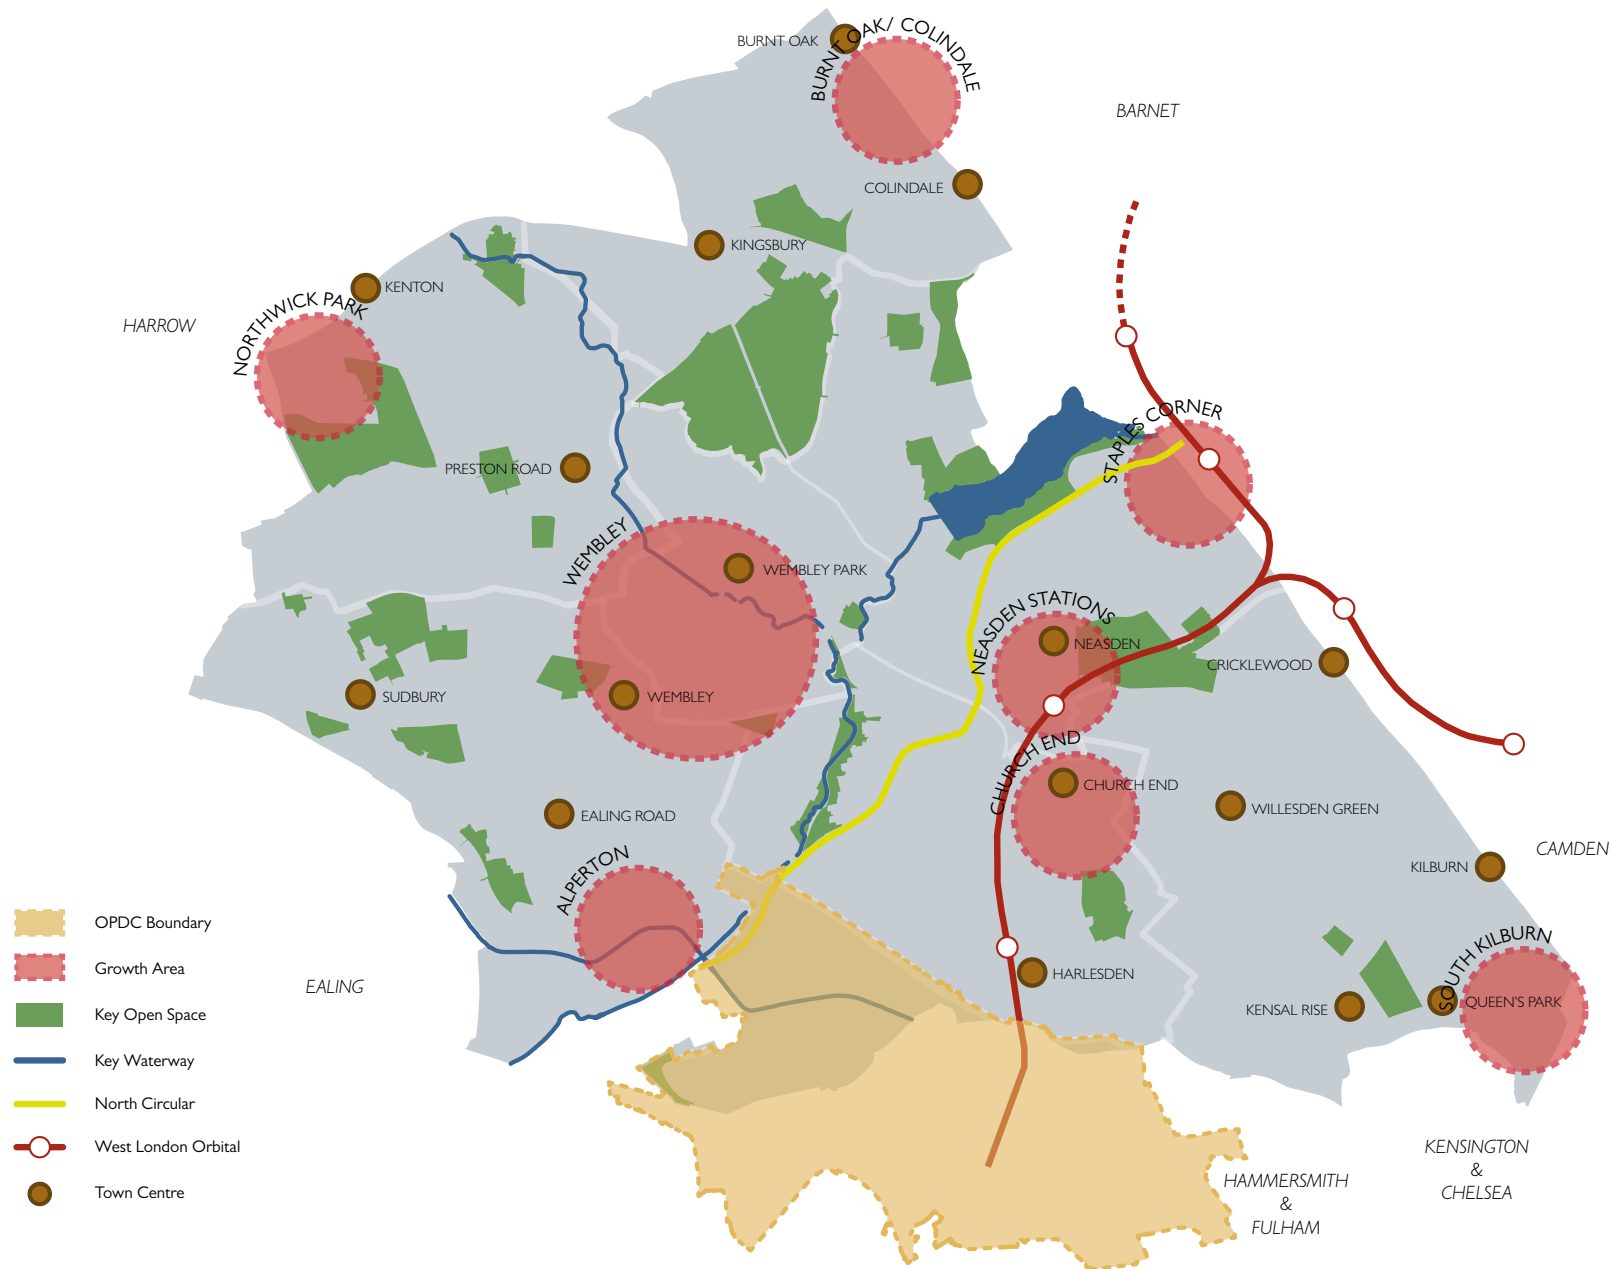 BURNT OAK/ COLINDALE
BURNT OAK
BARNET
COLINDALE
KINGSBURY
KENTON
NORTHWICK PARK
HARROW
STAPLES CORNER
PRESTON ROAD
WEMBLEY
WEMBLEY PARK
NEASDEN STATIONS
NEASDEN
CRICKLEWOOD
SUDBURY
WEMBLEY
CHURCH END
CHURCH END
WILLESDEN GREEN
EALING ROAD
CAMDEN
ALPERTON
KILBURN
OPDC Boundary
Growth Area
Key Open Space
Key Waterway
North Circular
West London Orbital
Town Centre
EALING
HARLESDEN
SOUTH KILBURN
KENSAL RISE
QUEEN'S PARK
KENSINGTON
&
CHELSEA
HAMMERSMITH
&
FULHAM